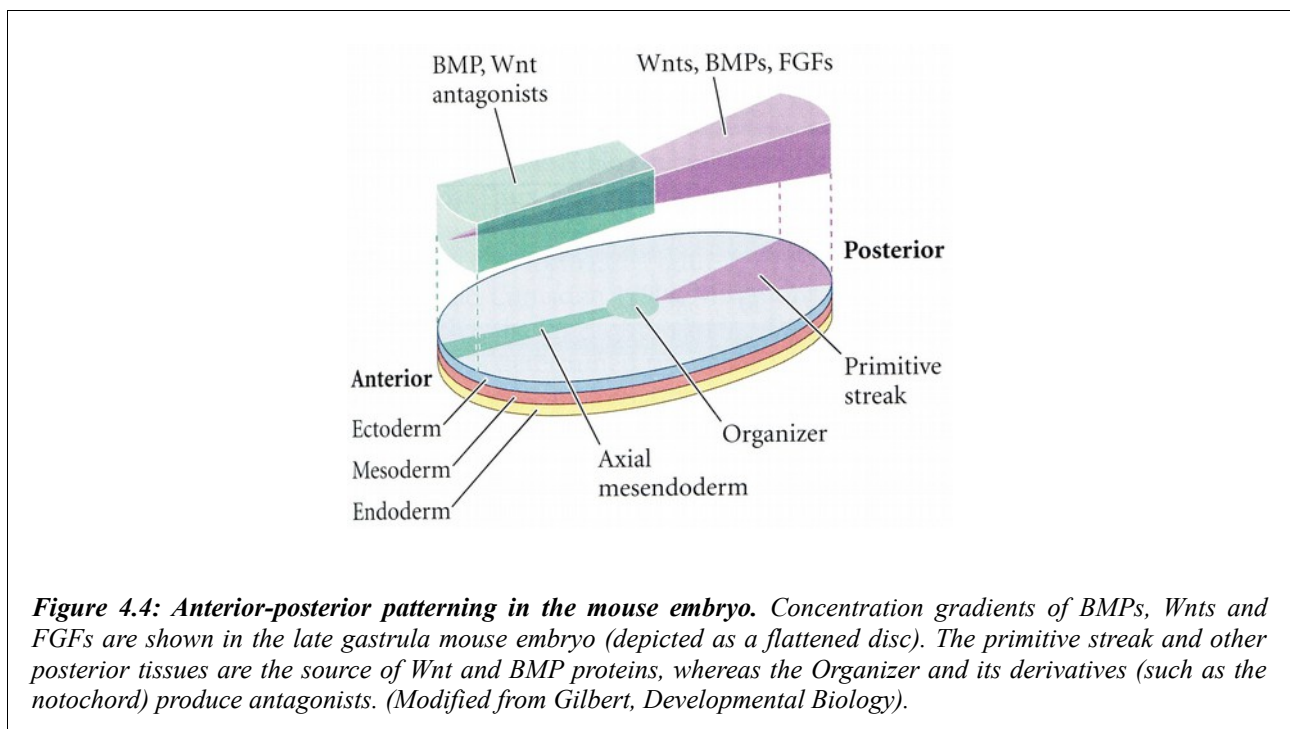 BMP, Wnt
antagonists
Wnts, BMPs, FGFs
Posterior
Anterior
Primitive
streak
Ectoderm
Organizer
Mesoderm
Axial
mesendoderm
Endoderm
Figure 4.4: Anterior-posterior patterning in the mouse embryo. Concentration gradients of BMPs, Wnts and
FGFs are shown in the late gastrula mouse embryo (depicted as a flattened disc). The primitive streak and other
posterior tissues are the source of Wnt and BMP proteins, whereas the Organizer and its derivatives (such as the
notochord) produce antagonists. (Modified from Gilbert, Developmental Biology).